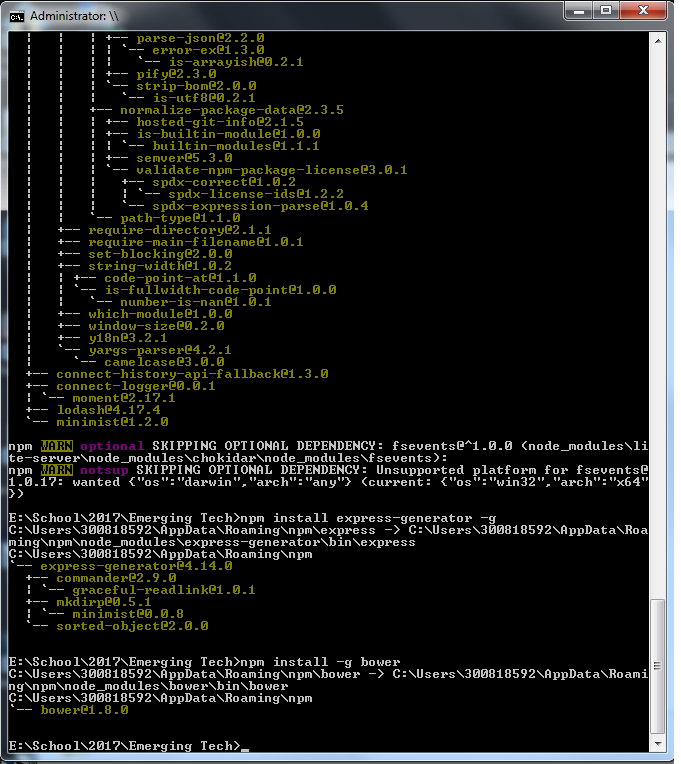 Administrator: \\
¦ ¦ ¦ +-- parse-json@2.2.0
¦ ¦ ¦ ¦ `-- error-ex@1.3.0
¦ ¦ ¦ ¦   `-- is-arrayish@0.2.1
¦ ¦ ¦ +-- pify@2.3.0
¦ ¦ ¦ `-- strip-bom@2.0.0
¦ ¦ ¦   `-- is-utf8@0.2.1
¦ ¦ +-- normalize-package-data@2.3.5
¦ ¦ ¦ +-- hosted-git-info@2.1.5
¦ ¦ ¦ +-- is-builtin-module@1.0.0
¦ ¦ ¦ ¦ `-- builtin-modules@1.1.1
¦ ¦ ¦ +-- semver@5.3.0
¦ ¦ ¦ `-- validate-npm-package-license@3.0.1
¦ ¦ ¦   +-- spdx-correct@1.0.2
¦ ¦ ¦   ¦ `-- spdx-license-ids@1.2.2
¦ ¦ ¦   `-- spdx-expression-parse@1.0.4
¦ ¦ `-- path-type@1.1.0
¦ +-- require-directory@2.1.1
¦ +-- require-main-filename@1.0.1
¦ +-- set-blocking@2.0.0
¦ +-- string-width@1.0.2
¦ ¦ +-- code-point-at@1.1.0
¦ ¦ `-- is-fullwidth-code-point@1.0.0
¦ ¦   `-- number-is-nan@1.0.1
¦ +-- which-module@1.0.0
¦ +-- window-size@0.2.0
¦ +-- y18n@3.2.1
¦ `-- yargs-parser@4.2.1
¦   `-- camelcase@3.0.0
+-- connect-history-api-fallback@1.3.0
+-- connect-logger@0.0.1
¦ `-- moment@2.17.1
+-- lodash@4.17.4
`-- minimist@1.2.0
npm WARN optional SKIPPING OPTIONAL DEPENDENCY: fsevents@^1.0.0 (node_modules\li
te-server\node_modules\chokidar\node_modules\fsevents):
npm WARN notsup SKIPPING OPTIONAL DEPENDENCY: Unsupported platform for fsevents@
1.0.17: wanted {"os":"darwin","arch":"any"} (current: {"os":"win32","arch":"x64"
})
E:\School\2017\Emerging Tech>npm install express-generator -g
C:\Users\300818592\AppData\Roaming\npm\express -> C:\Users\300818592\AppData\Roa
ming\npm\node_modules\express-generator\bin\express
C:\Users\300818592\AppData\Roaming\npm
`-- express-generator@4.14.0
  +-- commander@2.9.0
  ¦ `-- graceful-readlink@1.0.1
  +-- mkdirp@0.5.1
  ¦ `-- minimist@0.0.8
  `-- sorted-object@2.0.0
E:\School\2017\Emerging Tech>npm install -g bower
C:\Users\300818592\AppData\Roaming\npm\bower -> C:\Users\300818592\AppData\Roami
ng\npm\node_modules\bower\bin\bower
C:\Users\300818592\AppData\Roaming\npm
`-- bower@1.8.0
E:\School\2017\Emerging Tech>_